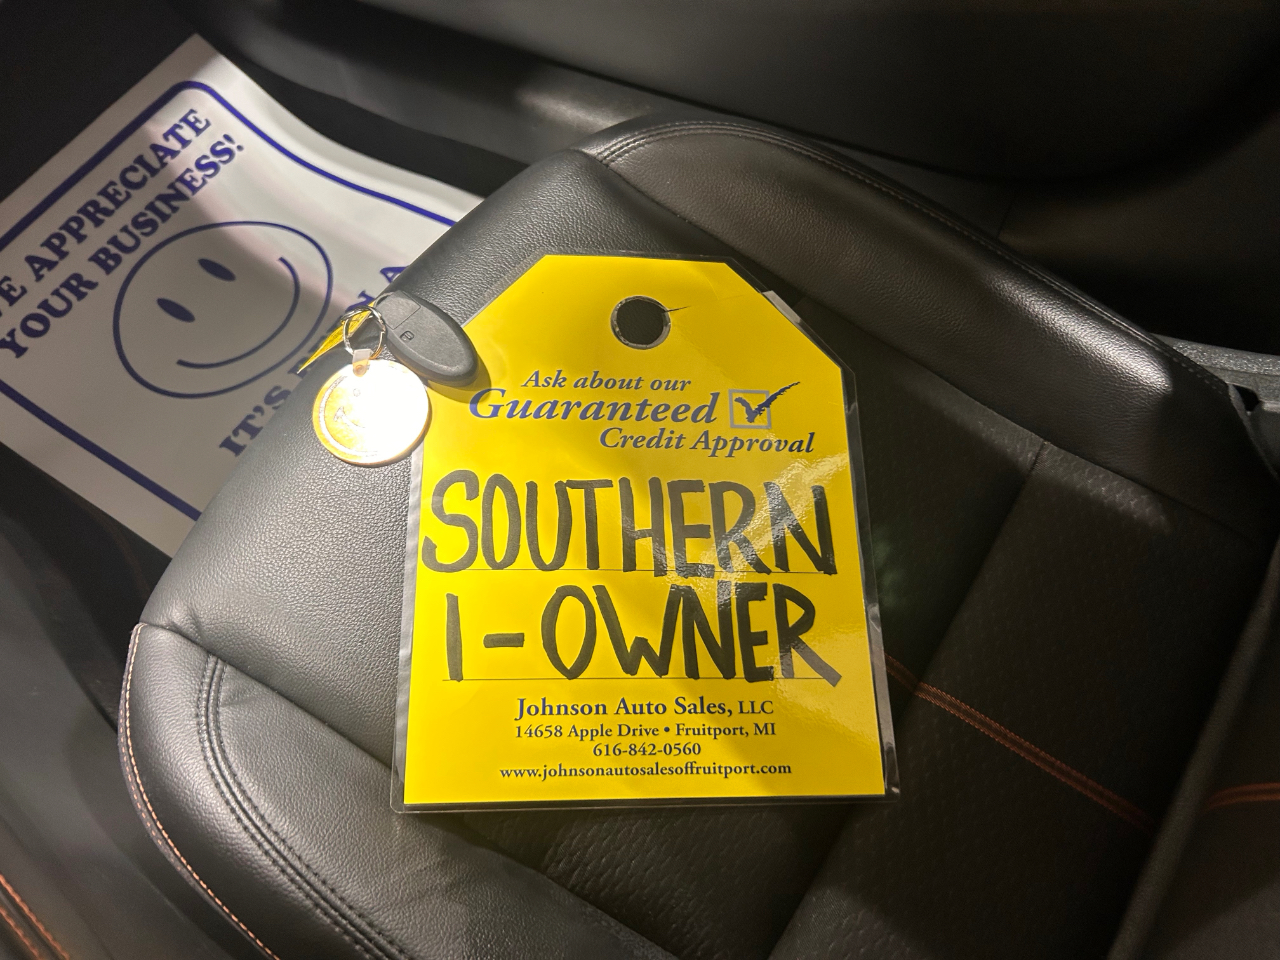 WE APPRECIATE
YOUR BUSINESS!
IT'S
A
Ask about our
Guaranteed
Credit Approval
SOUTHERN
1-OWNER
Johnson Auto Sales, LLC
14658 Apple Drive • Fruitport, MI
616-842-0560
www.johnsonautosalesoffruitport.com